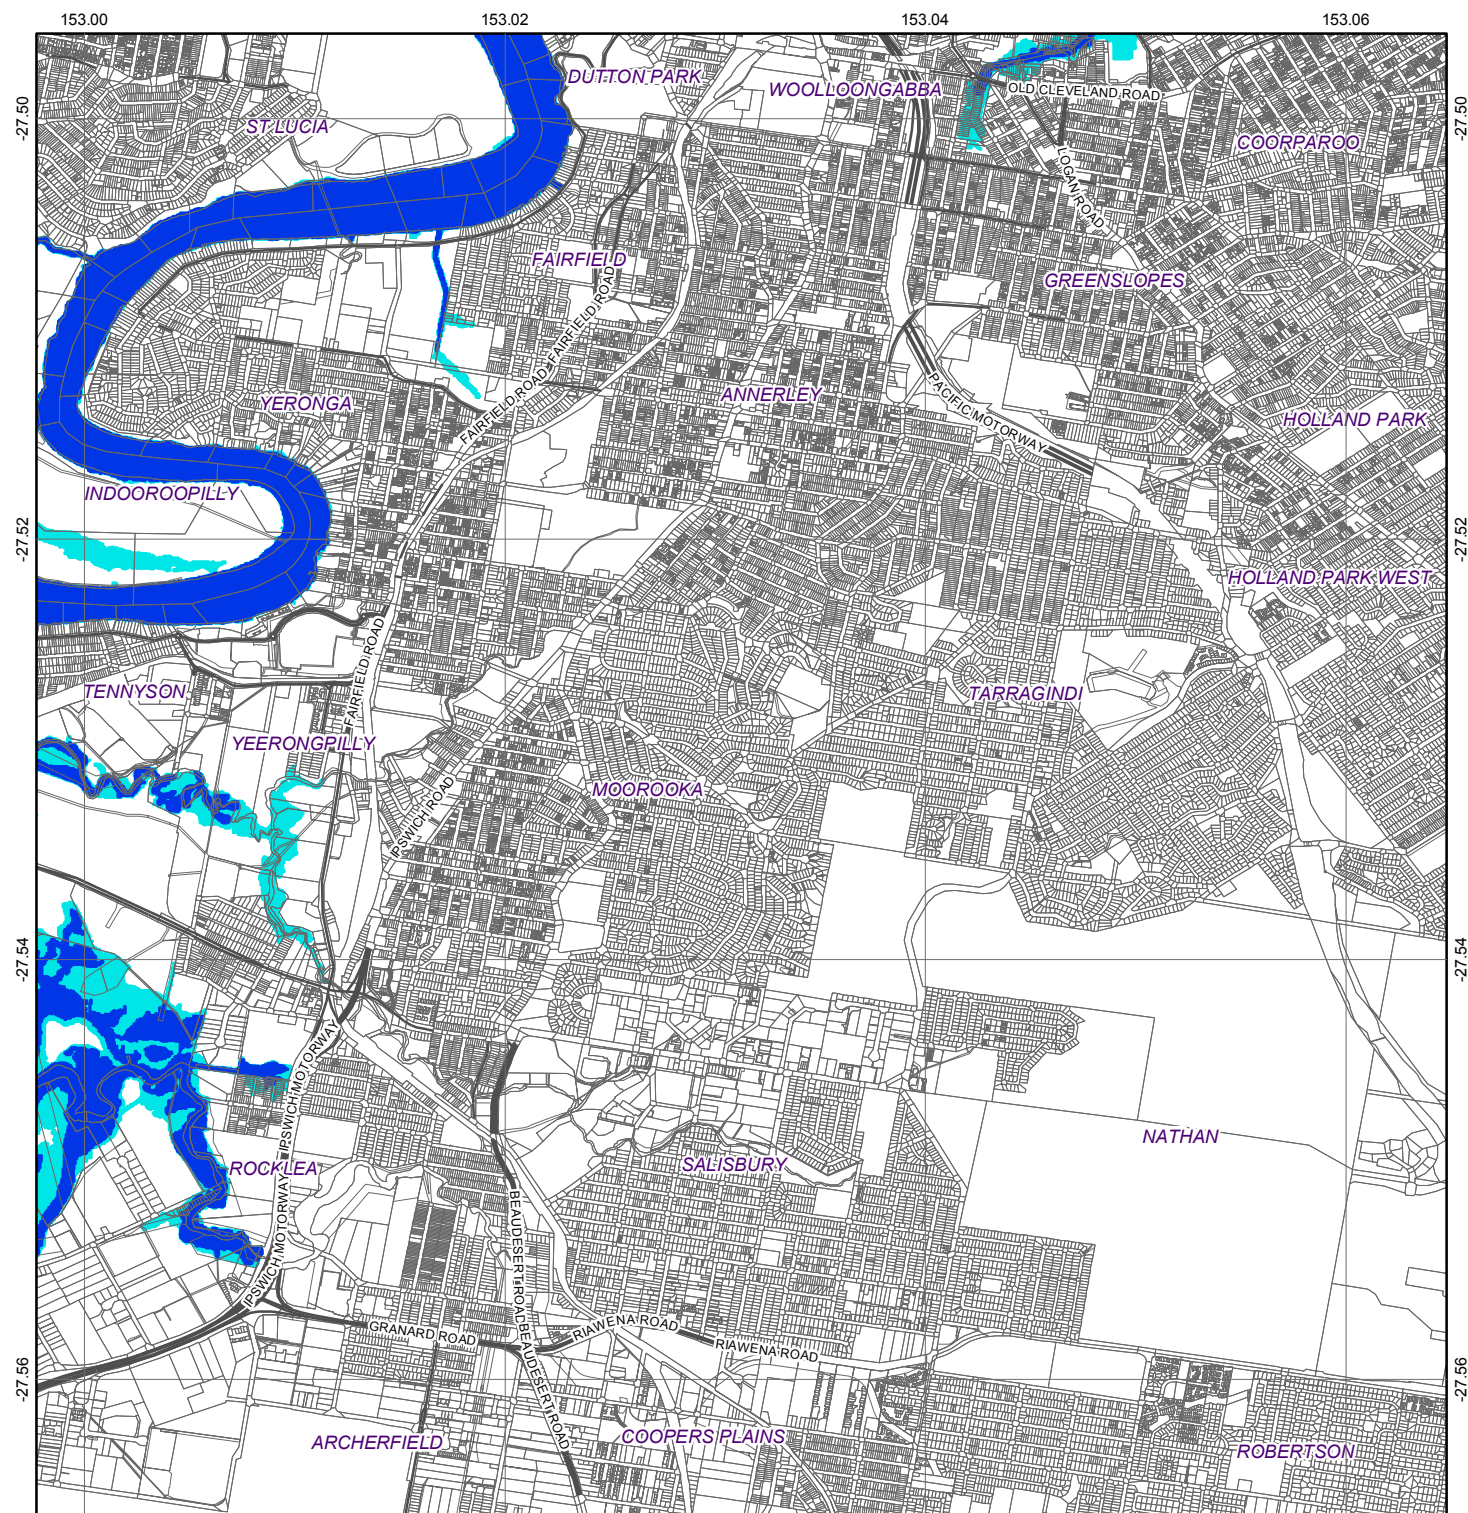 153.00
153.02
153.04
153.06
DUTTON PARK
WOOLLOONGABBA
OLD CLEVELAND ROAD
-27.50
-27.50
ST LUCIA
COORPAROO
LOGAN ROAD
FAIRFIELD
GREENSLOPES
FAIRFIELD ROAD
FAIRFIELD ROAD
YERONGA
ANNERLEY
PACIFIC MOTORWAY
HOLLAND PARK
INDOOROOPILLY
-27.52
-27.52
HOLLAND PARK WEST
FAIRFIELD ROAD
TENNYSON
TARRAGINDI
YEERONGPILLY
MOOROOKA
IPSWICH ROAD
-27.54
-27.54
IPSWICH MOTORWAY
NATHAN
ROCKLEA
SALISBURY
IPSWICH MOTORWAY
BEAUDESERT ROAD
GRANARD ROAD
RIAWENA ROAD
RIAWENA ROAD
BEAUDESERT ROAD
-27.56
-27.56
ARCHERFIELD
COOPERS PLAINS
ROBERTSON